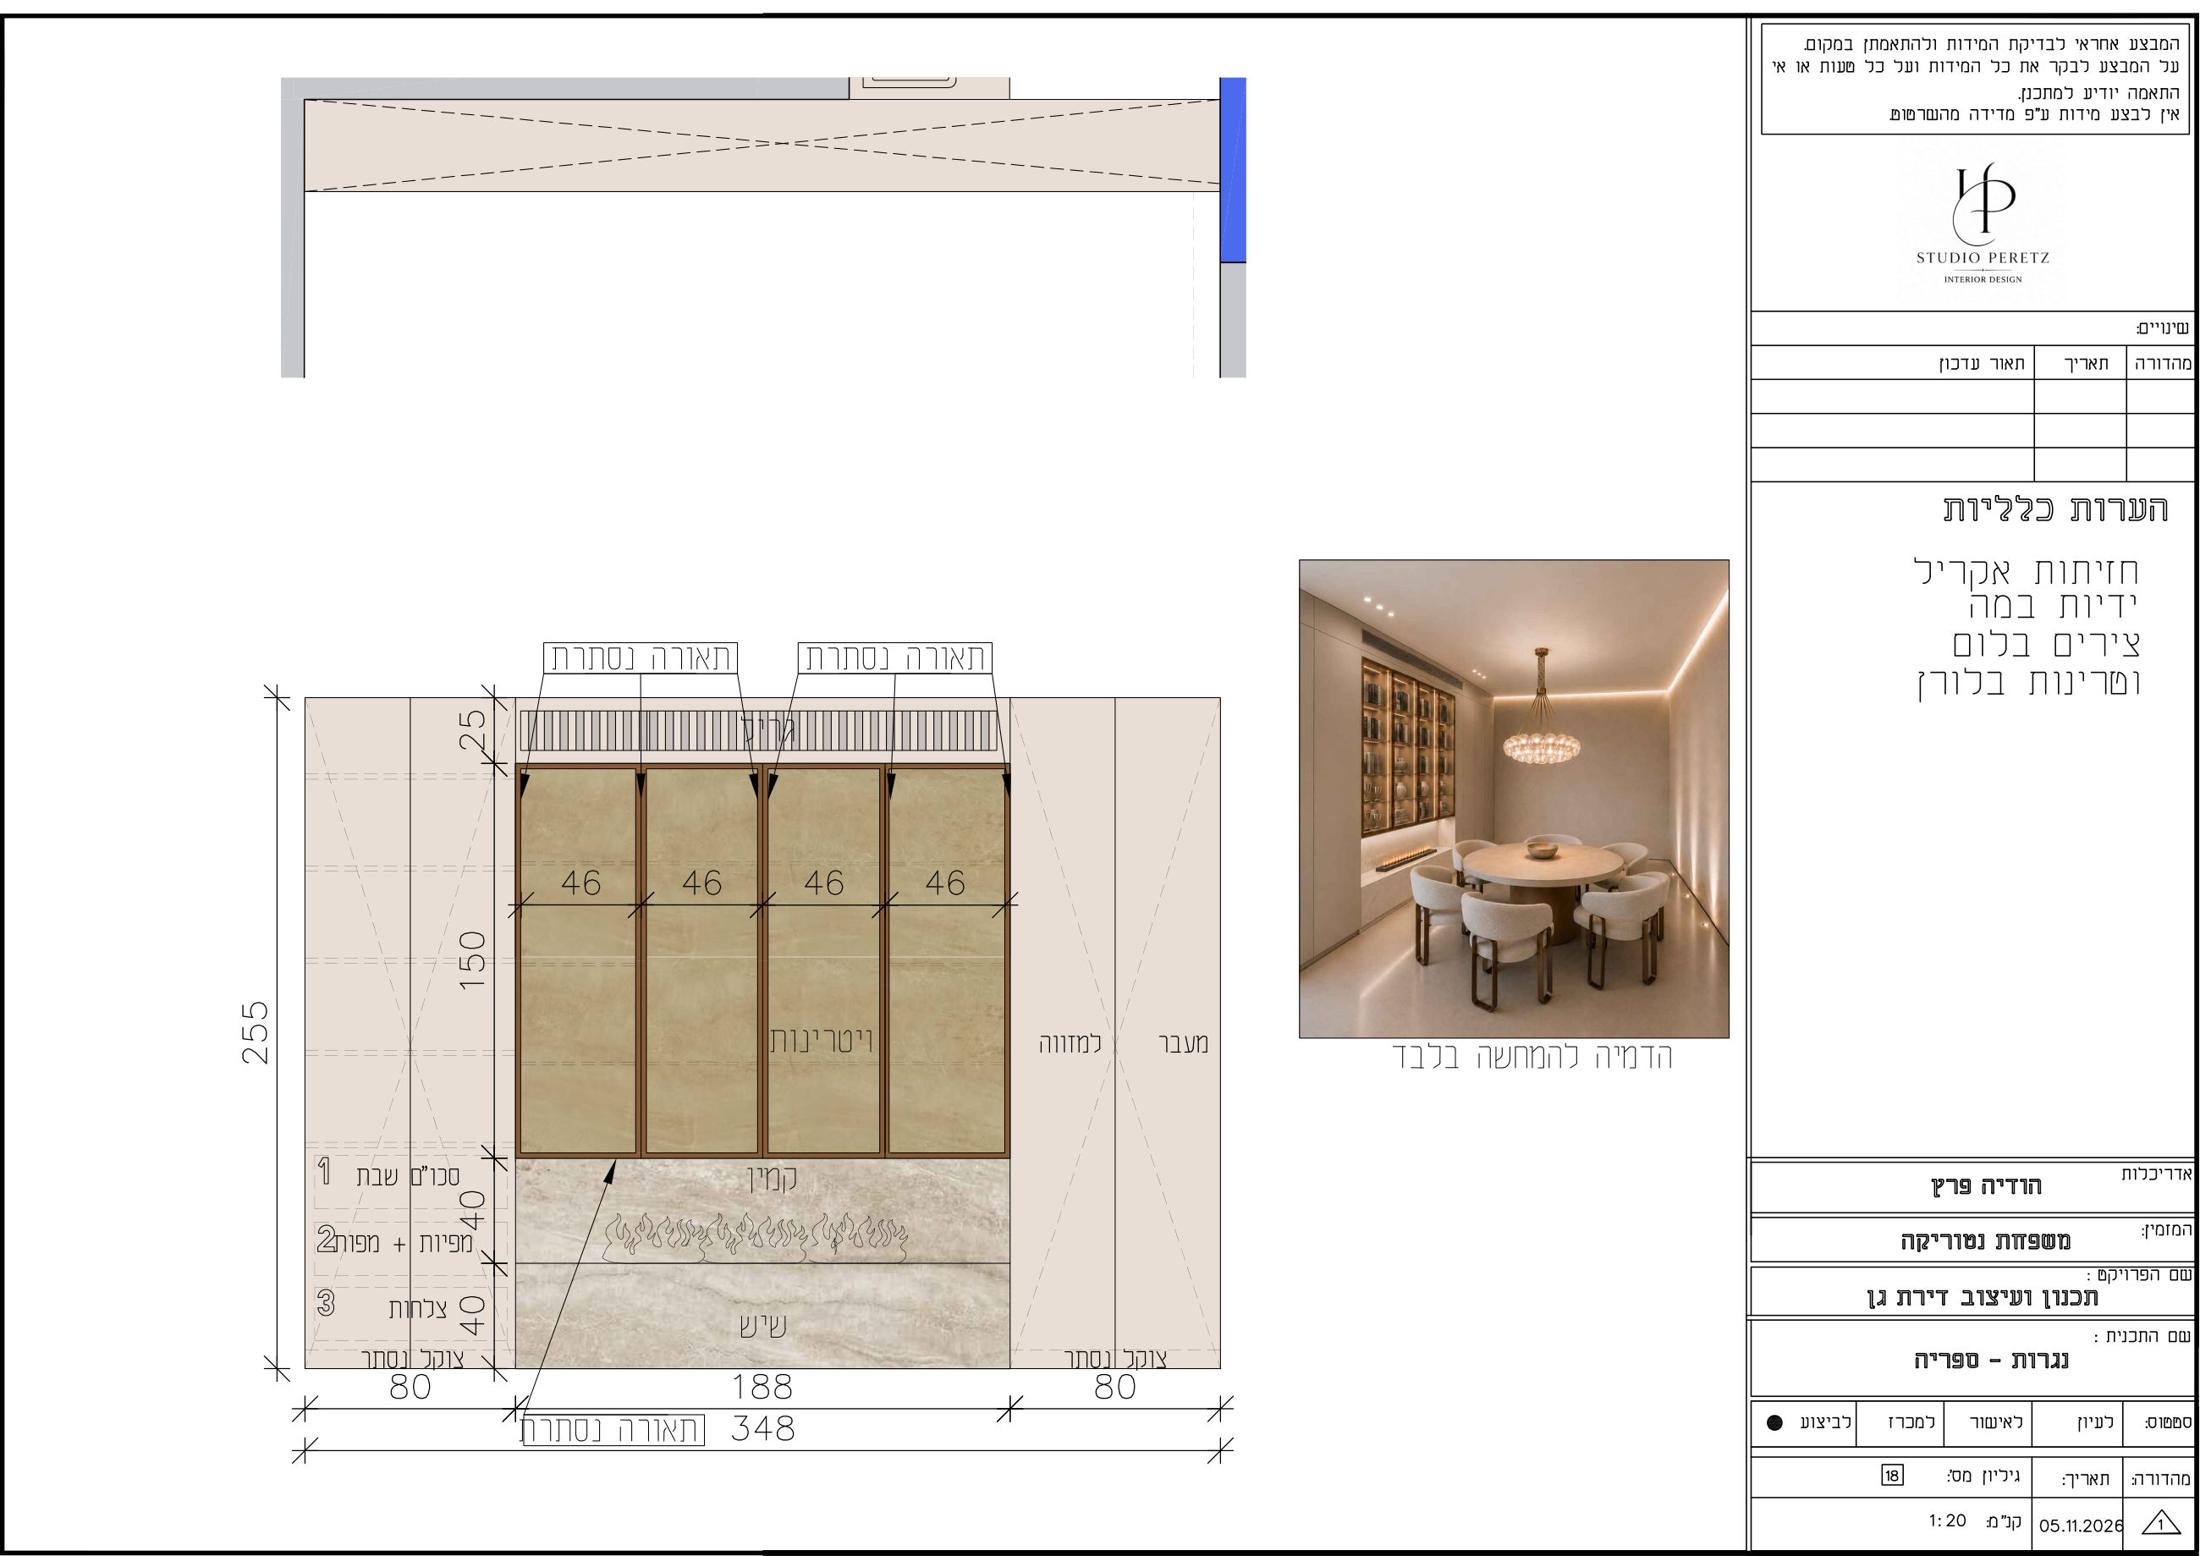 המבצע אחראי לבדיקת המידות ולהתאמתן במקום.
על המבצע לבקר את כל המידות ועל כל טעות או אי
התאמה יודיע למתכנן.
אין לבצע מידות ע"פ מדידה מהשרטוט
HP
STUDIO PERETZ
INTERIOR DESIGN
שינויים:
מהדורה תאריך תאור עדכון
הערות כלליות
חזיתות אקריל
ידיות במה
צירים בלום
וטרינות בלורן
תאורה נסתרת תאורה נסתרת
25
גריל
46 46 46 46
150
255
ויטרינות
מעבר למזווה
הדמיה להמחשה בלבד
קמין
1 סכו"ם שבת
40
2 מפיות + מפות
3 צלחות
40
שיש
צוקל נסתר צוקל נסתר
80 188 80
תאורה נסתרת
348
אדריכלות
הודיה פרץ
המזמין:
משפחת נטוריקה
שם הפרויקט :
תכנון ועיצוב דירת גן
שם התכנית :
נגרות - ספריה
סטטוס: לעיון לאישור למכרז לביצוע
מהדורה: תאריך: גיליון מס': 18
1 05.11.2026 קנ"מ: 1:20